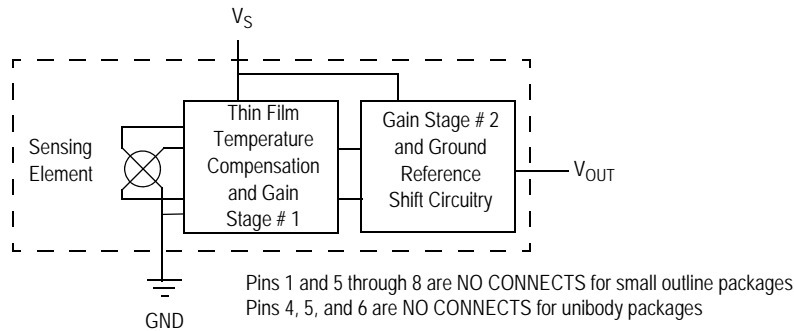 V_S
Sensing
Element
Thin Film
Temperature
Compensation
and Gain
Stage # 1
Gain Stage # 2
and Ground
Reference
Shift Circuitry
V_OUT
GND
Pins 1 and 5 through 8 are NO CONNECTS for small outline packages
Pins 4, 5, and 6 are NO CONNECTS for unibody packages